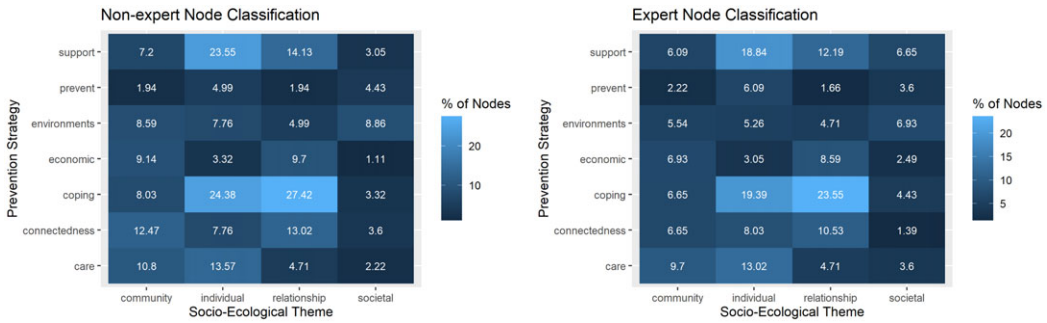 Non-expert Node Classification
Prevention Strategy
support 7.2 23.55 14.13 3.05
prevent 1.94 4.99 1.94 4.43
environments 8.59 7.76 4.99 8.86
economic 9.14 3.32 9.7 1.11
coping 8.03 24.38 27.42 3.32
connectedness 12.47 7.76 13.02 3.6
care 10.8 13.57 4.71 2.22
community individual relationship societal
Socio-Ecological Theme
% of Nodes
20
10
Expert Node Classification
Prevention Strategy
support 6.09 18.84 12.19 6.65
prevent 2.22 6.09 1.66 3.6
environments 5.54 5.26 4.71 6.93
economic 6.93 3.05 8.59 2.49
coping 6.65 19.39 23.55 4.43
connectedness 6.65 8.03 10.53 1.39
care 9.7 13.02 4.71 3.6
community individual relationship societal
Socio-Ecological Theme
% of Nodes
20
15
10
5